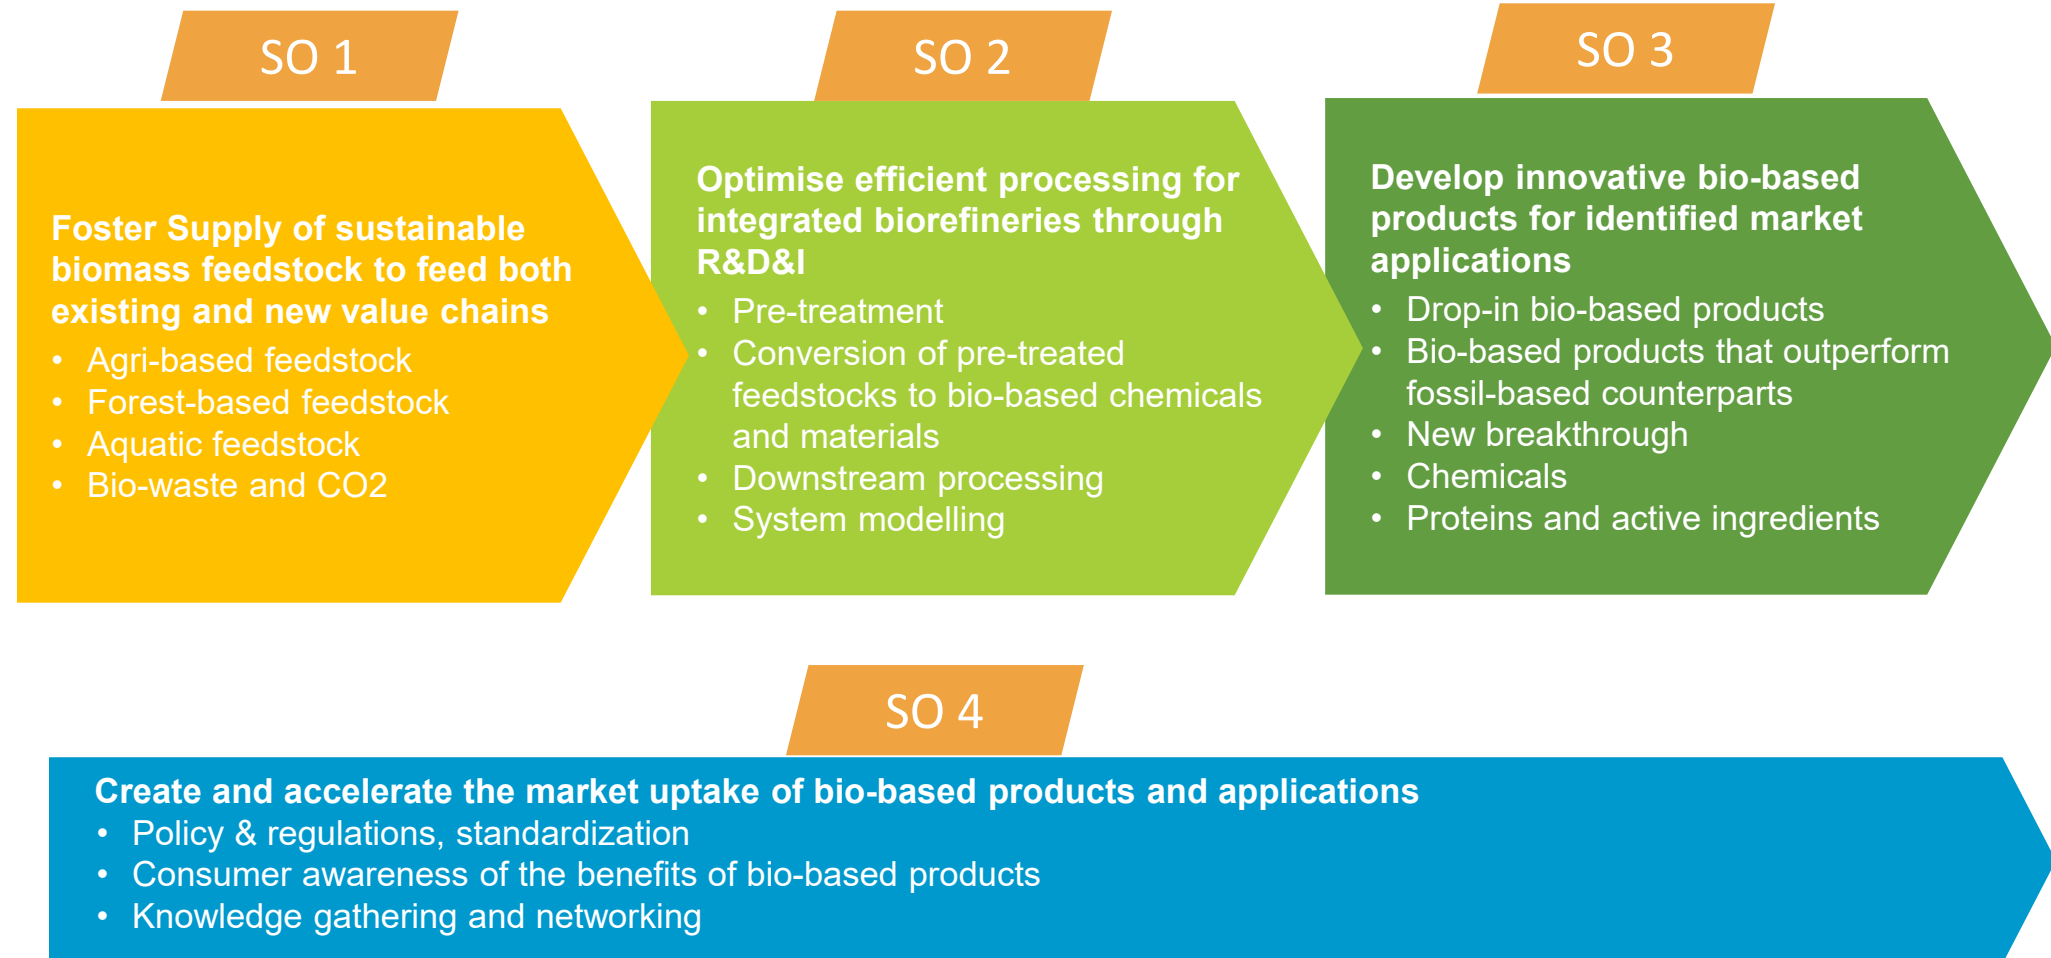 SO 1
Foster Supply of sustainable
biomass feedstock to feed both
existing and new value chains
• Agri-based feedstock
• Forest-based feedstock
• Aquatic feedstock
• Bio-waste and CO2
SO 2
Optimise efficient processing for
integrated biorefineries through
R&D&I
• Pre-treatment
• Conversion of pre-treated
feedstocks to bio-based chemicals
and materials
• Downstream processing
• System modelling
SO 3
Develop innovative bio-based
products for identified market
applications
• Drop-in bio-based products
• Bio-based products that outperform
fossil-based counterparts
• New breakthrough
• Chemicals
• Proteins and active ingredients
SO 4
Create and accelerate the market uptake of bio-based products and applications
• Policy & regulations, standardization
• Consumer awareness of the benefits of bio-based products
• Knowledge gathering and networking